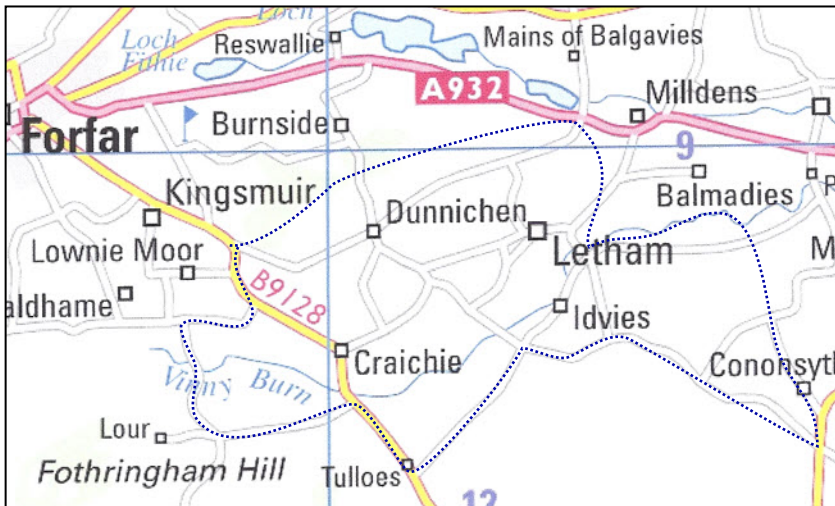 Loch
Loch
Fithie
Reswallie
Mains of Balgavies
A932
Milldens
Forfar
Burnside
9
Kingsmuir
Balmadies
Dunnichen
Lownie Moor
Letham
M
aldhame
B9128
Idvies
Craichie
Cononsyth
Vinny Burn
Lour
Fothringham Hill
Tulloes
12